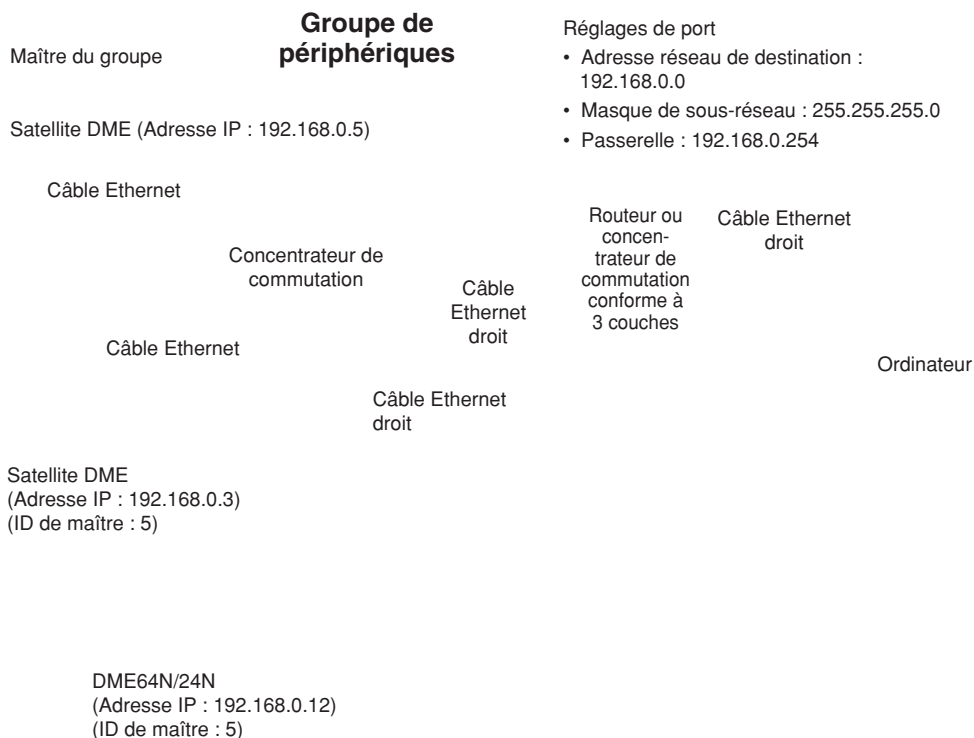 Groupe de
périphériques
Maître du groupe
Réglages de port
• Adresse réseau de destination :
192.168.0.0
• Masque de sous-réseau : 255.255.255.0
• Passerelle : 192.168.0.254
Satellite DME (Adresse IP : 192.168.0.5)
Câble Ethernet
Concentrateur de
commutation
Câble
Ethernet
droit
Routeur ou
concen-
trateur de
commutation
conforme à
3 couches
Câble Ethernet
droit
Câble Ethernet
Ordinateur
Câble Ethernet
droit
Satellite DME
(Adresse IP : 192.168.0.3)
(ID de maître : 5)
DME64N/24N
(Adresse IP : 192.168.0.12)
(ID de maître : 5)